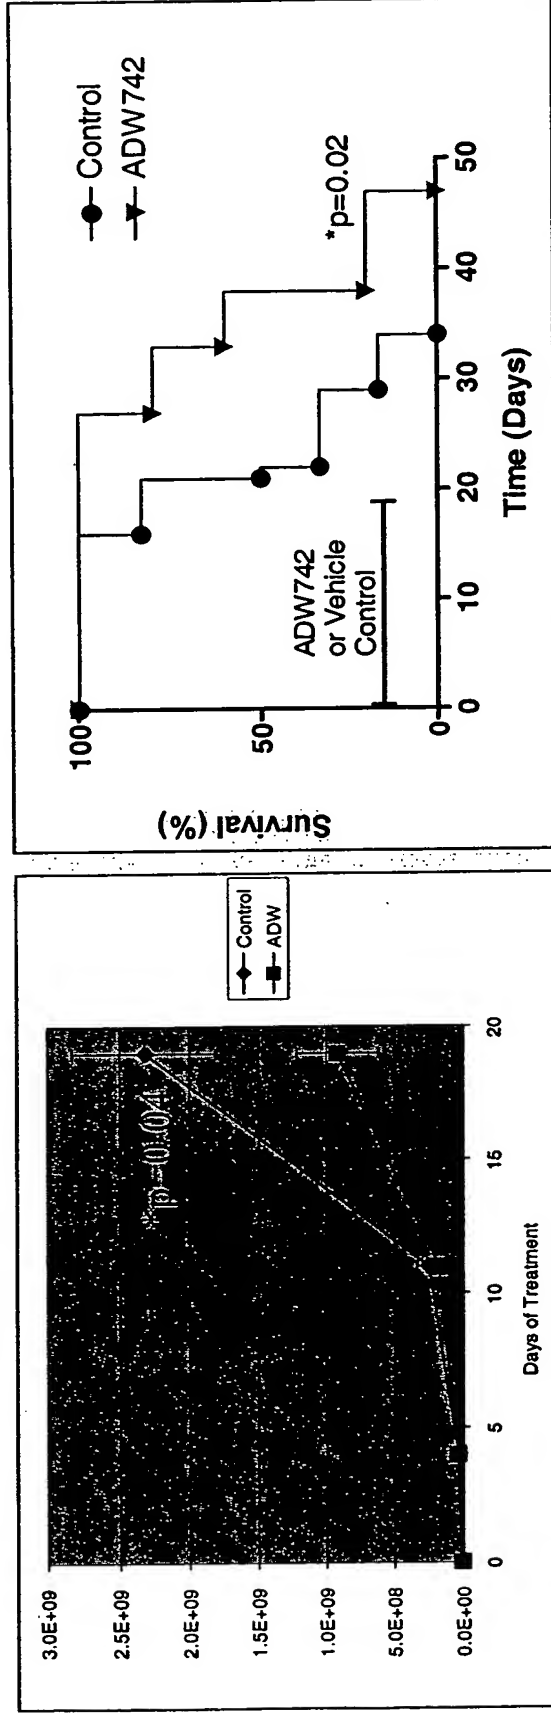 3.0E+09
2.5E+09
2.0E+09
1.5E+09
1.0E+09
5.0E+08
0.0E+00
0
5
10
15
20
Days of Treatment
*p=0.04
Control
ADW
Survival (%)
100
50
0
0
10
20
30
40
50
Time (Days)
ADW742
or Vehicle
Control
*p=0.02
Control
ADW742